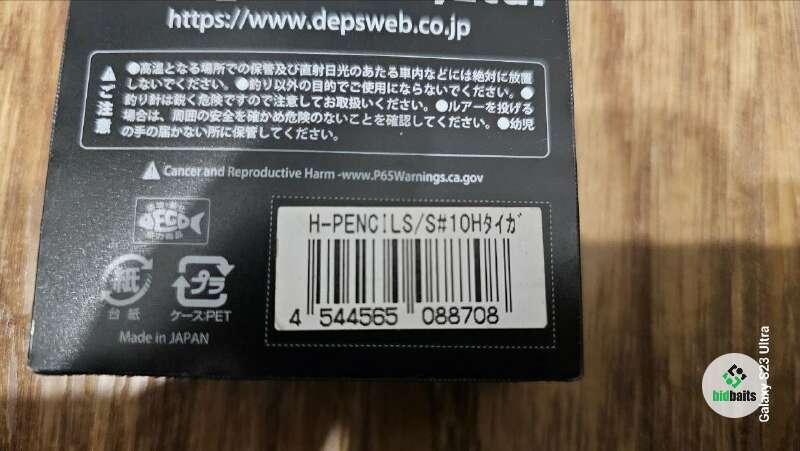 https://www.depsweb.co.jp
ご注意
●高温となる場所での保管及び直射日光のあたる車内などには絶対に放置
しないでください。●釣り以外の目的でご使用にならないでください。●
釣り針は鋭く危険ですので注意してお取扱いください。●ルアーを投げる
場合は、周囲の安全を確かめ危険のないことを確認してください。●幼児
の手の届かない所に保管してください。
Cancer and Reproductive Harm -www.P65Warnings.ca.gov
H-PENCILS/S#10Hタイガ
4 544565 088708
紙
台 紙
プラ
ケース:PET
Made in JAPAN
bidbaits
Galaxy S23 Ultra